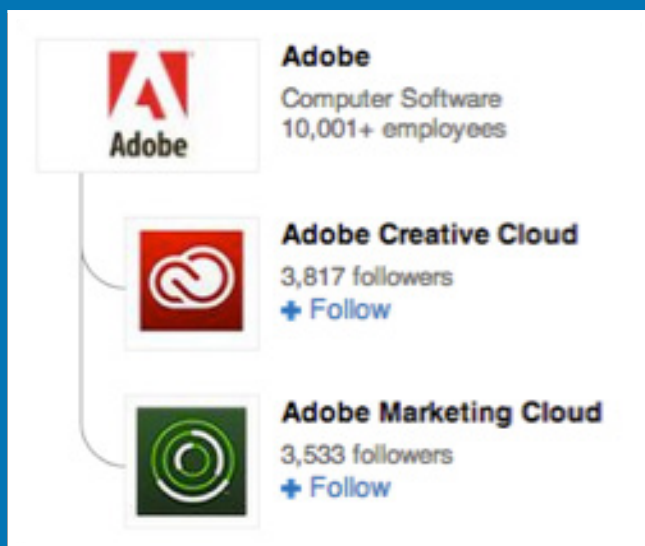 Adobe
Adobe
Computer Software
10,001+ employees
Adobe Creative Cloud
3,817 followers
+ Follow
Adobe Marketing Cloud
3,533 followers
+ Follow